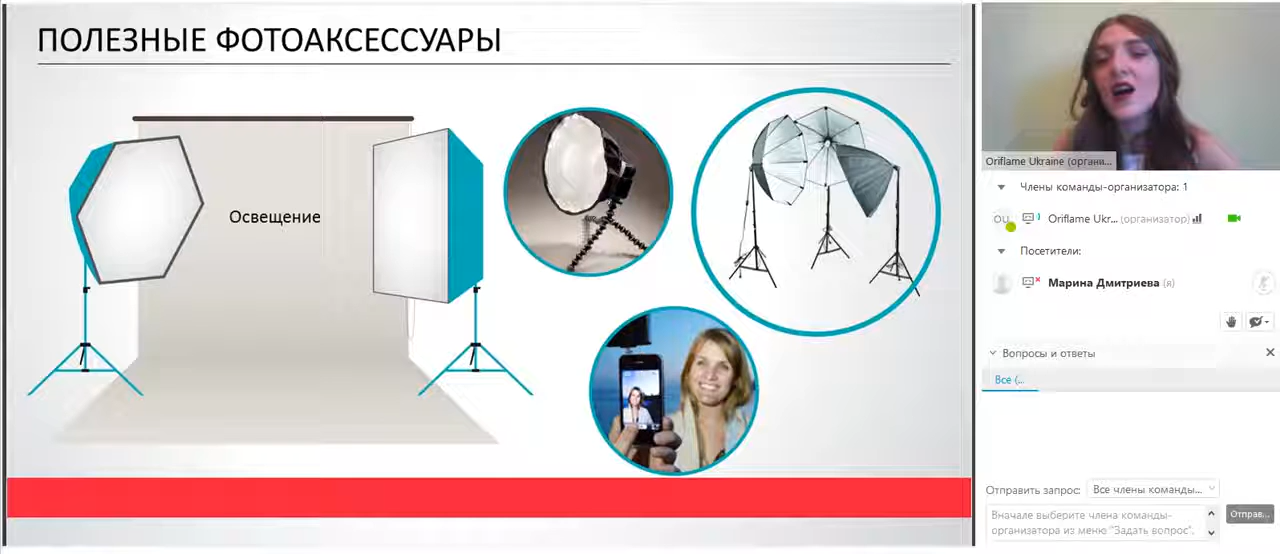 ПОЛЕЗНЫЕ ФОТОАКСЕССУАРЫ
Освещение
Oriflame Ukraine (органи...
Члены команды-организатора: 1
OU
Oriflame Ukr... (организатор)
Посетители:
Марина Дмитриева (я)
Вопросы и ответы
Все (...
Отправить запрос:
Все члены команды...
Вначале выберите члена команды-
организатора из меню "Задать вопрос".
Отправ...